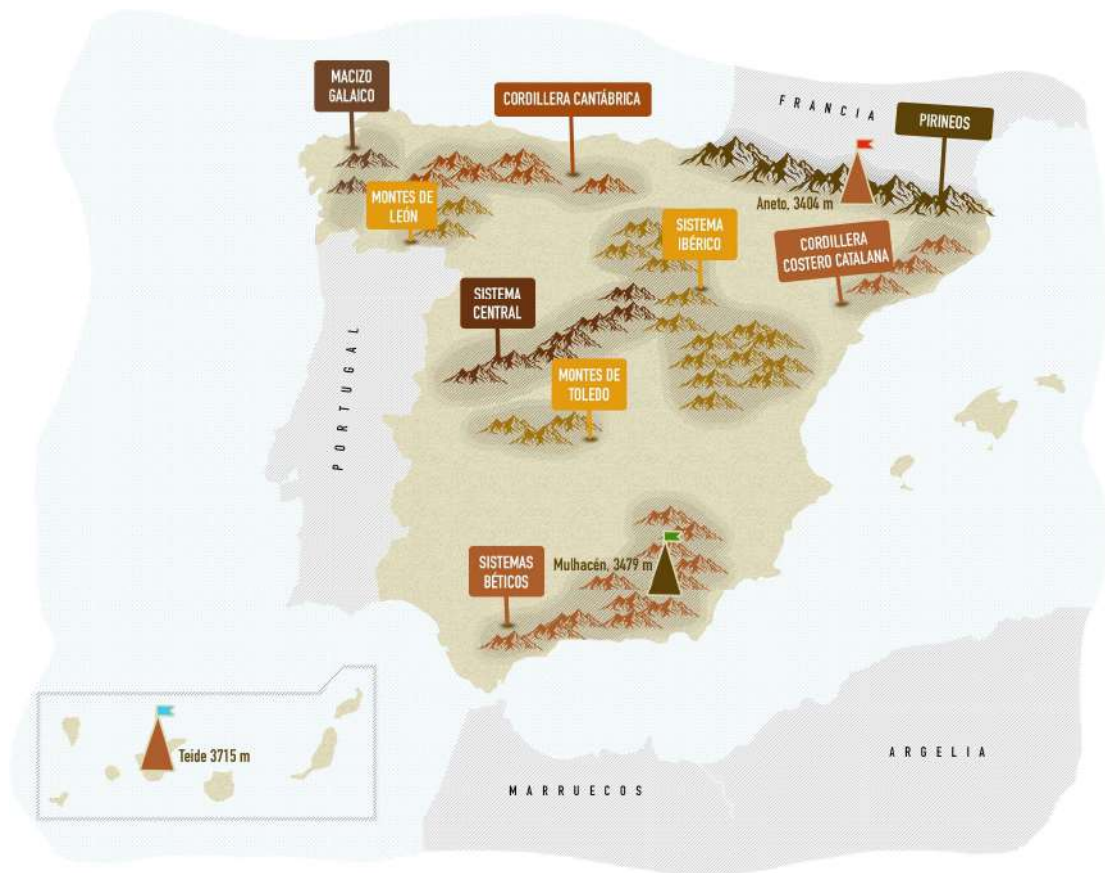 MACIZO
GALAICO
CORDILLERA CANTÁBRICA
FRANCIA
PIRINEOS
MONTES DE
LEÓN
Aneto, 3404 m
SISTEMA
IBÉRICO
CORDILLERA
COSTERO CATALANA
SISTEMA
CENTRAL
PORTUGAL
MONTES DE
TOLEDO
SISTEMAS
BÉTICOS
Mulhacén, 3479 m
Teide 3715 m
ARGELIA
MARRUECOS